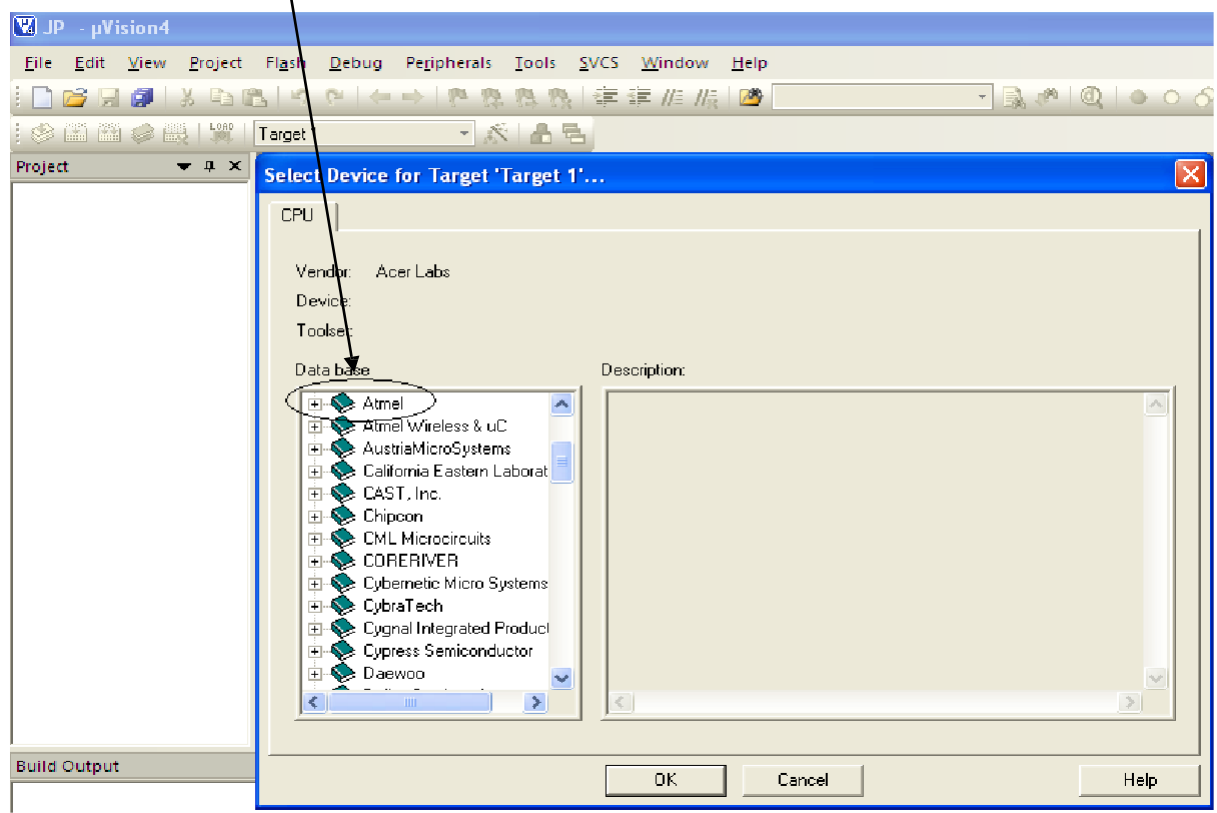 JP - µVision4
File Edit View Project Flash Debug Peripherals Tools SVCS Window Help
LOAD Target 1
Project
Select Device for Target 'Target 1'...
CPU
Vendor: Acer Labs
Device:
Toolset:
Data base Description:
Atmel
Atmel Wireless & uC
AustriaMicroSystems
California Eastern Laborat
CAST, Inc.
Chipcon
CML Microcircuits
CORERIVER
Cybernetic Micro Systems
CybraTech
Cygnal Integrated Product
Cypress Semiconductor
Daewoo
OK Cancel Help
Build Output